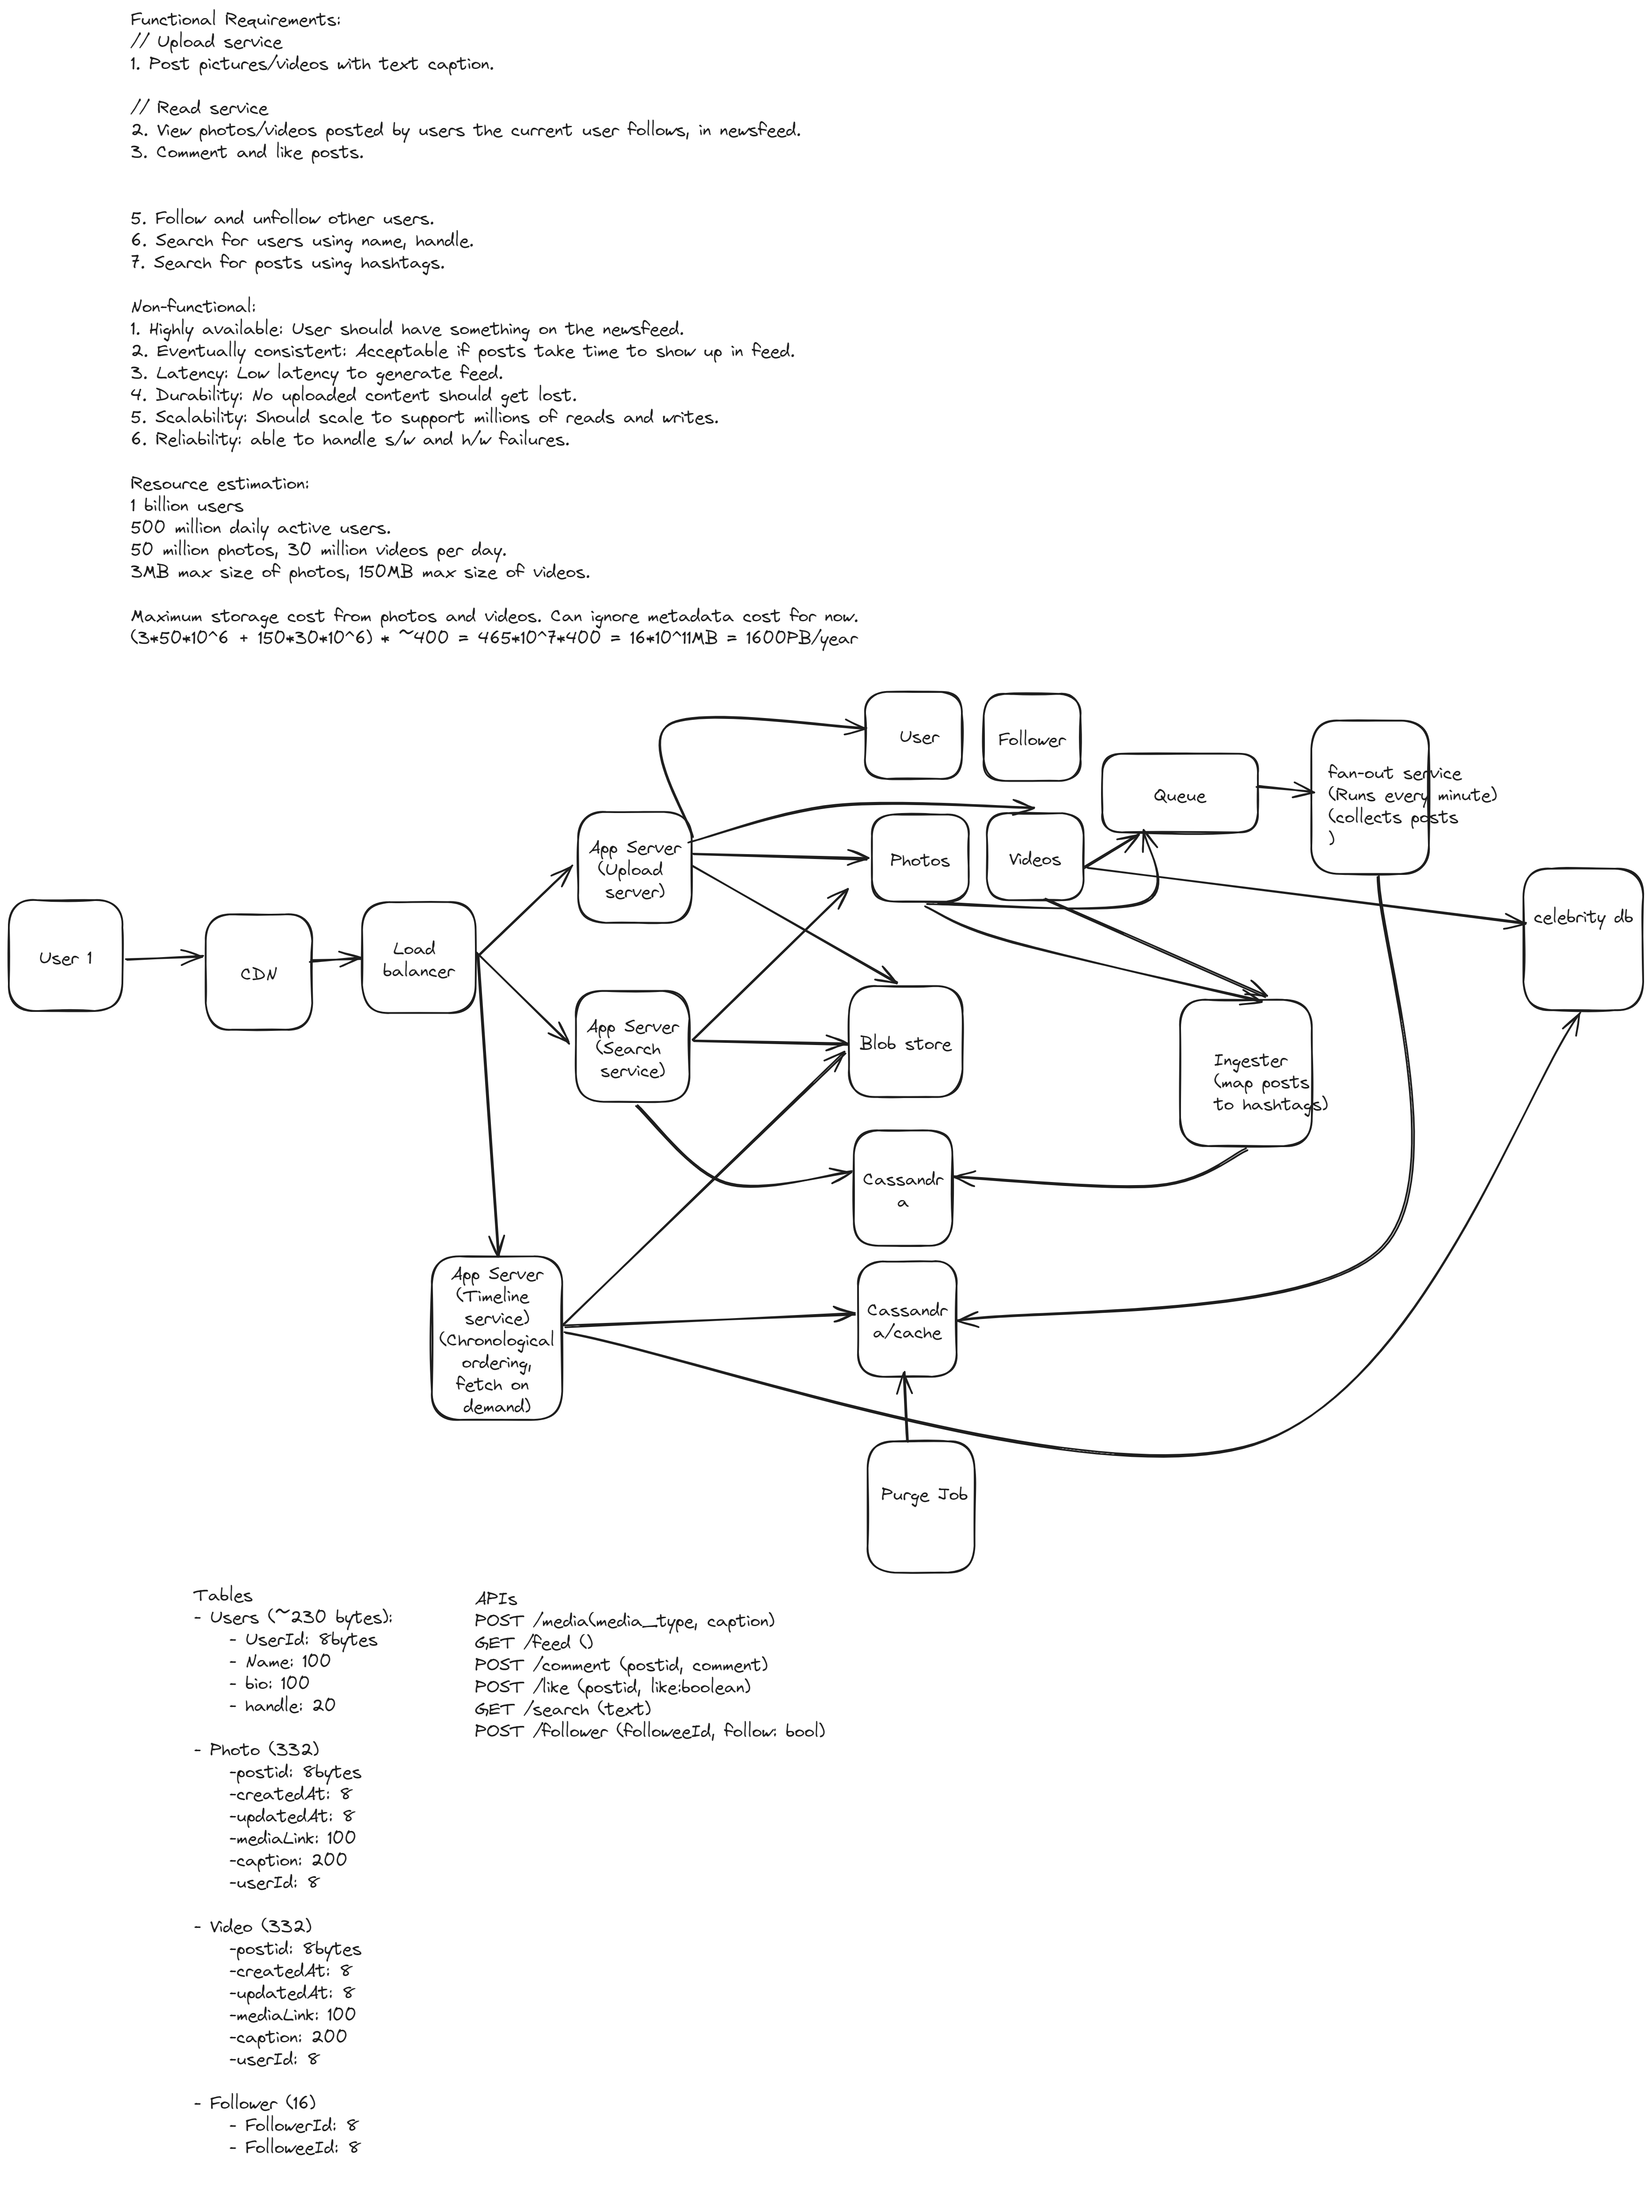 Functional Requirements:
// Upload service
1. Post pictures/videos with text caption.
// Read service
2. View photos/videos posted by users the current user follows, in newsfeed.
3. Comment and like posts.
5. Follow and unfollow other users.
6. Search for users using name, handle.
7. Search for posts using hashtags.
Non-functional:
1. Highly available: User should have something on the newsfeed.
2. Eventually consistent: Acceptable if posts take time to show up in feed.
3. Latency: Low latency to generate feed.
4. Durability: No uploaded content should get lost.
5. Scalability: Should scale to support millions of reads and writes.
6. Reliability: able to handle s/w and h/w failures.
Resource estimation:
1 billion users
500 million daily active users.
50 million photos, 30 million videos per day.
3MB max size of photos, 150MB max size of videos.
Maximum storage cost from photos and videos. Can ignore metadata cost for now.
(3*50*10^6 + 150*30*10^6) * ~400 = 465*10^7*400 = 16*10^11MB = 1600PB/year
User
Follower
Queue
fan-out service
(Runs every minute)
(collects posts
)
App Server
(Upload
server)
Photos
Videos
celebrity db
User 1
CDN
Load
balancer
App Server
(Search
service)
Blob store
Ingester
(map posts
to hashtags)
Cassandr
a
App Server
(Timeline
service)
(Chronological
ordering,
fetch on
demand)
Cassandr
a/cache
Purge Job
Tables
- Users (~230 bytes):
- UserId: 8bytes
- Name: 100
- bio: 100
- handle: 20
- Photo (332)
-postid: 8bytes
-createdAt: 8
-updatedAt: 8
-mediaLink: 100
-caption: 200
-userId: 8
- Video (332)
-postid: 8bytes
-createdAt: 8
-updatedAt: 8
-mediaLink: 100
-caption: 200
-userId: 8
- Follower (16)
- FollowerId: 8
- FolloweeId: 8
APIs
POST /media(media_type, caption)
GET /feed ()
POST /comment (postid, comment)
POST /like (postid, like:boolean)
GET /search (text)
POST /follower (followeeId, follow: bool)